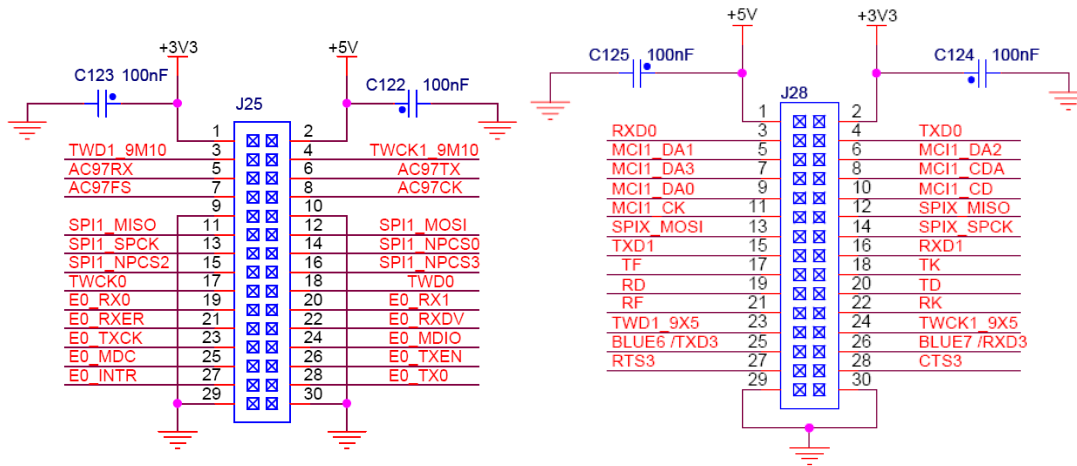 +3V3 +5V
C123 100nF
C122 100nF
J25
1 2
TWD1_9M10 3 4 TWCK1_9M10
AC97RX 5 6 AC97TX
AC97FS 7 8 AC97CK
9 10
SPI1_MISO 11 12 SPI1_MOSI
SPI1_SPCK 13 14 SPI1_NPCS0
SPI1_NPCS2 15 16 SPI1_NPCS3
TWCK0 17 18 TWD0
E0_RX0 19 20 E0_RX1
E0_RXER 21 22 E0_RXDV
E0_TXCK 23 24 E0_MDIO
E0_MDC 25 26 E0_TXEN
E0_INTR 27 28 E0_TX0
29 30
+5V +3V3
C125 100nF
C124 100nF
J28
1 2
RXD0 3 4 TXD0
MCI1_DA1 5 6 MCI1_DA2
MCI1_DA3 7 8 MCI1_CDA
MCI1_DA0 9 10 MCI1_CD
MCI1_CK 11 12 SPIX_MISO
SPIX_MOSI 13 14 SPIX_SPCK
TXD1 15 16 RXD1
TF 17 18 TK
RD 19 20 TD
RF 21 22 RK
TWD1_9X5 23 24 TWCK1_9X5
BLUE6 /TXD3 25 26 BLUE7 /RXD3
RTS3 27 28 CTS3
29 30